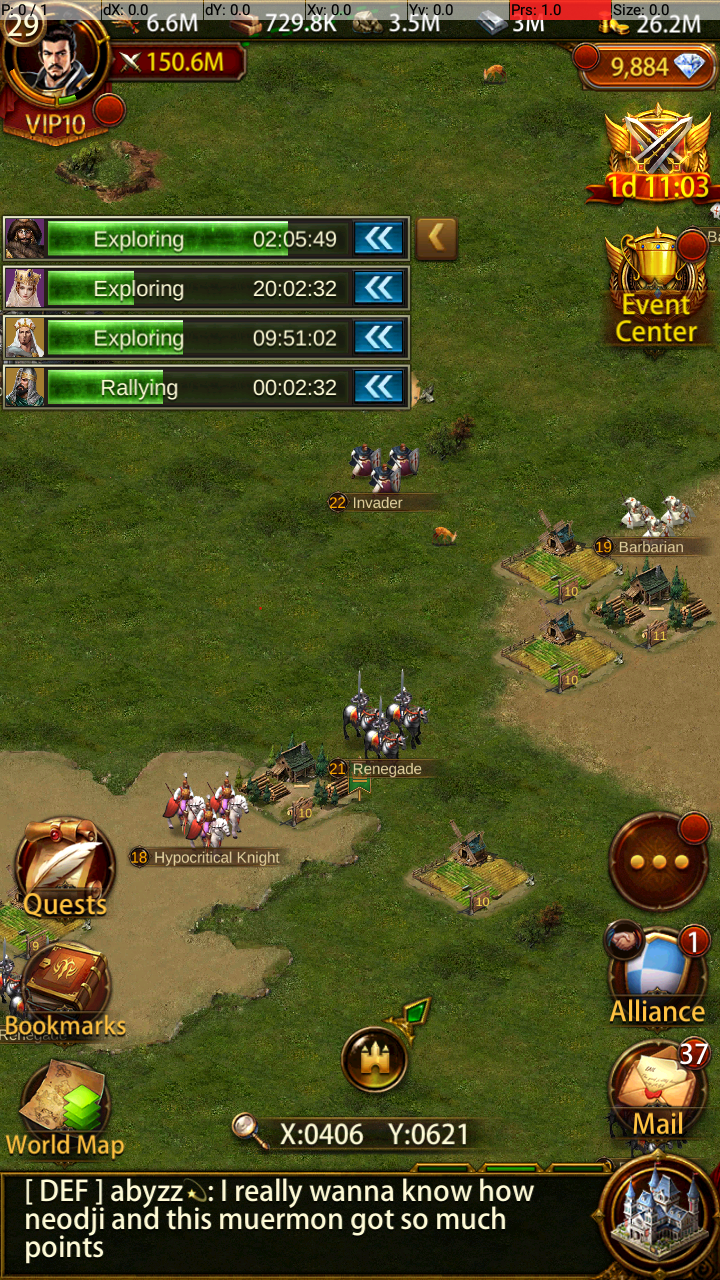 P: 0 / 1 dX: 0.0 dY: 0.0 Xv: 0.0 Yv: 0.0 Prs: 1.0 Size: 0.0
29 6.6M 729.8K 3.5M 3M 26.2M
150.6M 9,884
VIP10
1d 11:03
Exploring 02:05:49
Exploring 20:02:32
Event
Center
Exploring 09:51:02
Rallying 00:02:32
22 Invader
19 Barbarian
10
11
10
21 Renegade
10
18 Hypocritical Knight
Quests
10
9
1
Alliance
Bookmarks
Renegade
37
Mail
X:0406 Y:0621
World Map
[ DEF ] abyzz💫: I really wanna know how
neodji and this muermon got so much
points